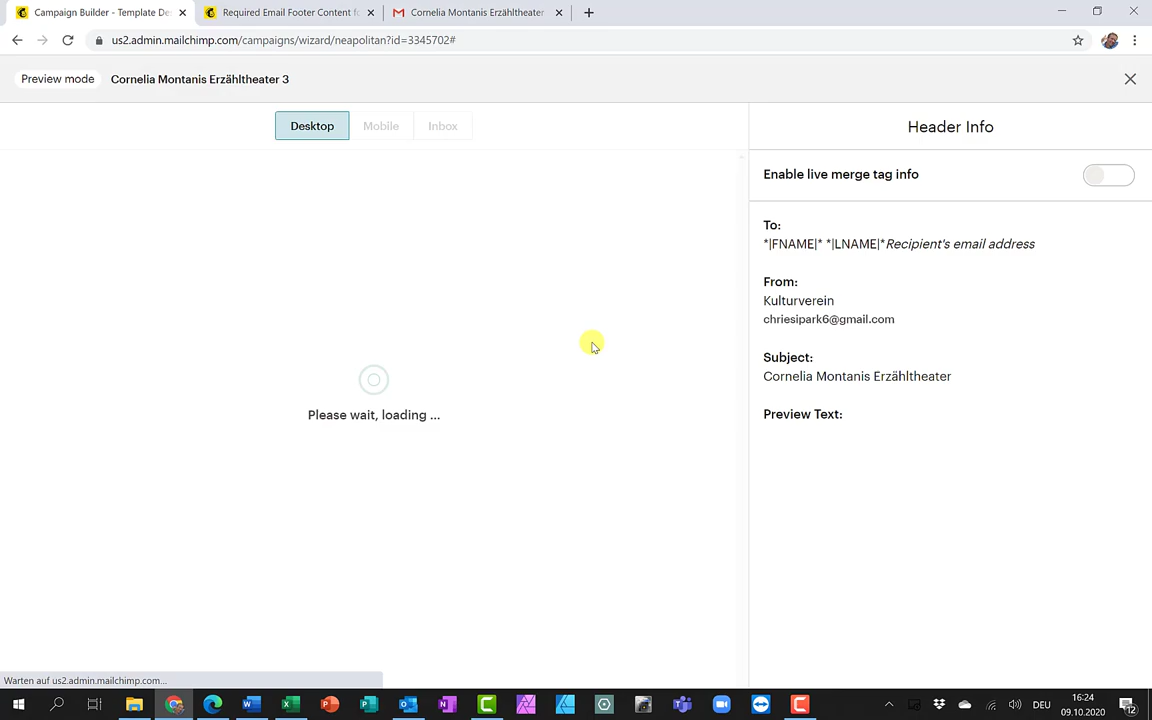 Campaign Builder - Template De
Required Email Footer Content fo
Cornelia Montanis Erzähltheater
us2.admin.mailchimp.com/campaigns/wizard/neapolitan?id=3345702#
Preview mode
Cornelia Montanis Erzähltheater 3
Desktop
Mobile
Inbox
Header Info
Enable live merge tag info
To:
*|FNAME|* *|LNAME|*Recipient's email address
From:
Kulturverein
chriesipark6@gmail.com
Subject:
Cornelia Montanis Erzähltheater
Preview Text:
Please wait, loading ...
Warten auf us2.admin.mailchimp.com...
DEU
16:24
09.10.2020
12